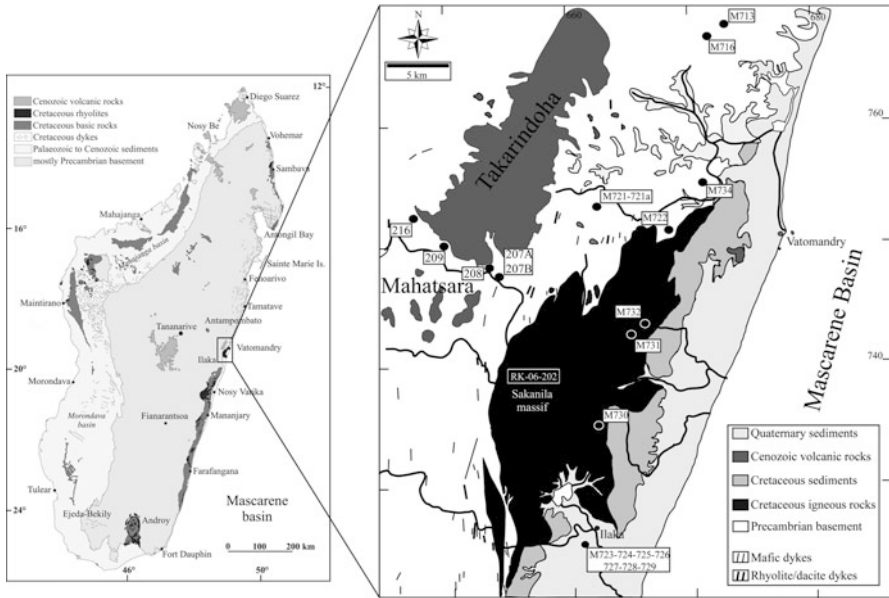 12°
Diego Suarez
Cenozoic volcanic rocks
Cretaceous rhyolites
Cretaceous basic rocks
Cretaceous dykes
Palaeozoic to Cenozoic sediments
mostly Precambrian basement
Nosy Be
Vohemar
Sambava
Mahajanga
16°
Antongil Bay
Sainte Marie Is.
Fenoarivo
Maintirano
Tamatave
Antampombato
Tananarive
Vatomandry
Ilaka
20°
Morondava
Nosy Varika
Morondava
basin
Fianarantsoa
Mananjary
Farafangana
Tulear
24°
Mascarene
basin
Ejeda-Bekily
Androy
Fort Dauphin
0 100 200 km
46°
50°
660
680
N
5 km
M713
M716
760
Takarindoha
M734
M721-721a
M722
216
209
207A
208
207B
Vatomandry
Mahatsara
M732
M731
Mascarene Basin
740
RK-06-202
Sakanila
massif
M730
Ilaka
M723-724-725-726
727-728-729
Quaternary sediments
Cenozoic volcanic rocks
Cretaceous sediments
Cretaceous igneous rocks
Precambrian basement
Mafic dykes
Rhyolite/dacite dykes